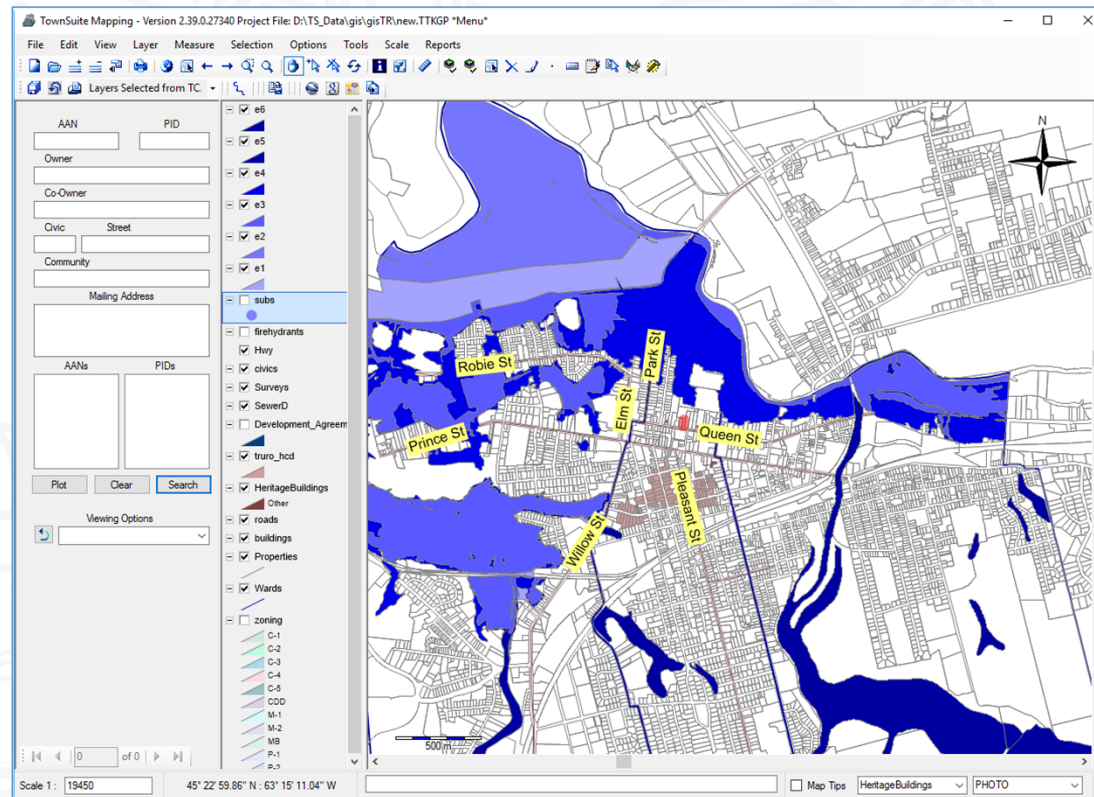 TownSuite Mapping - Version 2.39.0.27340 Project File: D:\TS_Data\gis\gisTR\new.TTKGP *Menu*
File Edit View Layer Measure Selection Options Tools Scale Reports
Layers Selected from TC
AAN PID
Owner
Co-Owner
Civic Street
Community
Mailing Address
AANs PIDs
Plot Clear Search
Viewing Options
0 of 0
e6
e5
e4
e3
e2
e1
subs
firehydrants
Hwy
civics
Surveys
SewerD
Development_Agreem
truro_hcd
HeritageBuildings
Other
roads
buildings
Properties
Wards
zoning
C-1
C-2
C-3
C-4
C-5
CDD
M-1
M-2
MB
P-1
P-2
N
Robie St
Park St
Elm St
Prince St
Queen St
Pleasant St
Willow St
500 m
Scale 1 : 19450
45° 22' 59.86" N : 63° 15' 11.04" W
Map Tips
HeritageBuildings
PHOTO